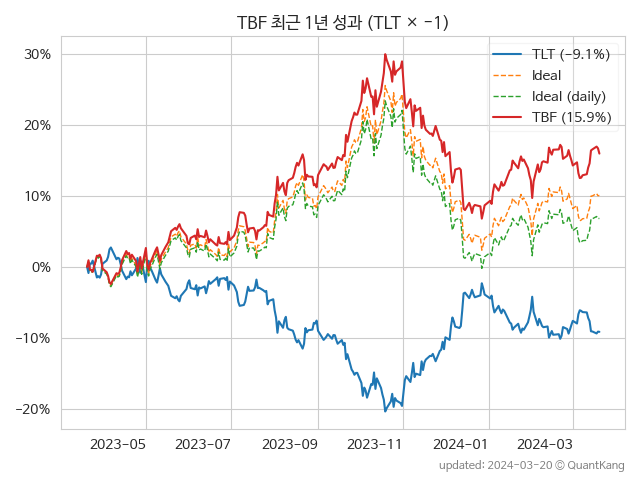 TBF 최근 1년 성과 (TLT × −1)
TLT (−9.1%)
Ideal
Ideal (daily)
TBF (15.9%)
30%
20%
10%
0%
−10%
−20%
2023-05
2023-07
2023-09
2023-11
2024-01
2024-03
updated: 2024-03-20 © QuantKang